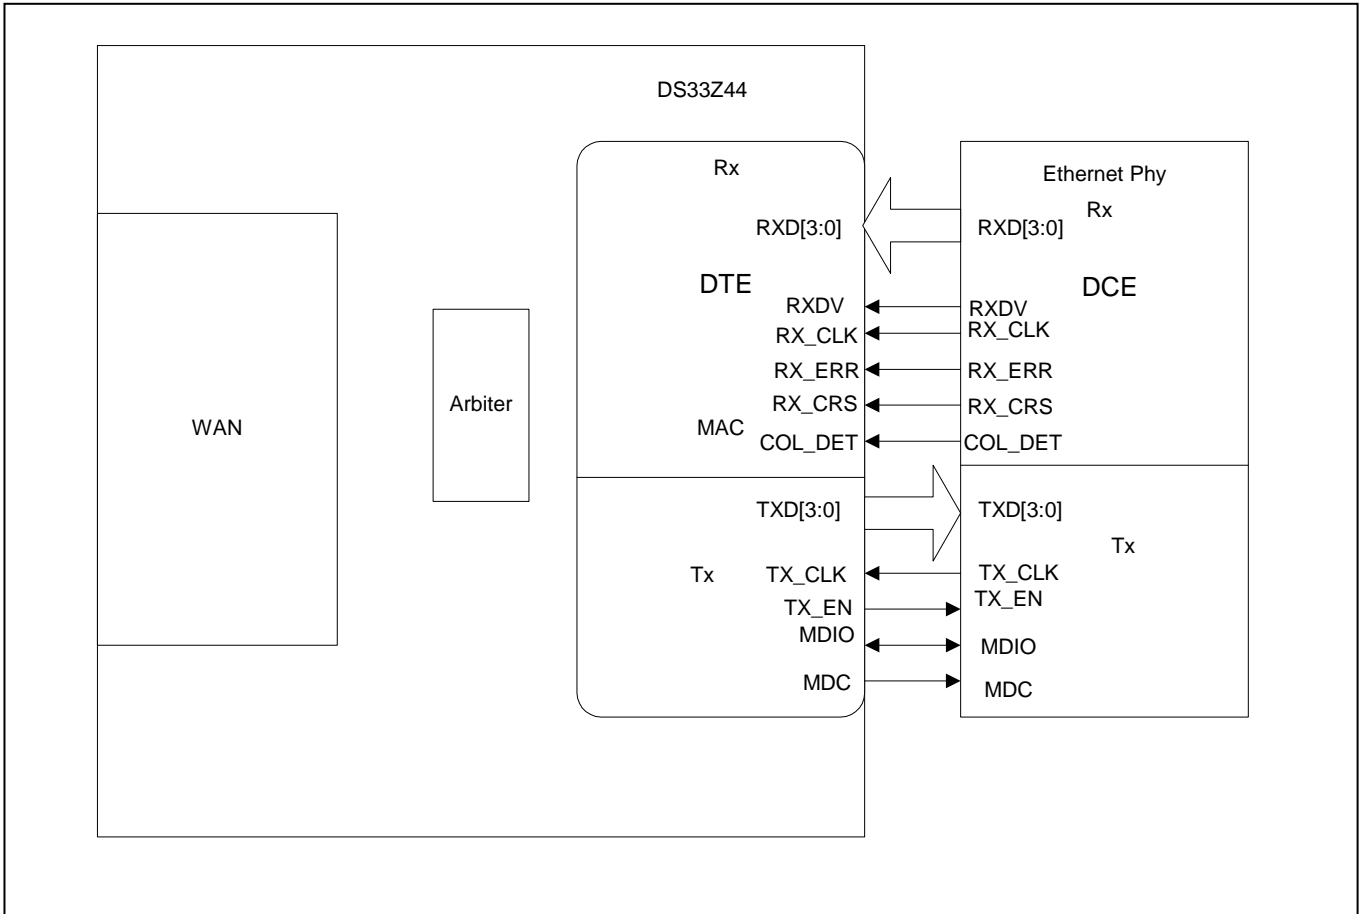 DS33Z44
Rx
RXD[3:0]
DTE
RXDV
RX_CLK
RX_ERR
RX_CRS
MAC
COL_DET
TXD[3:0]
Tx
TX_CLK
TX_EN
MDIO
MDC
WAN
Arbiter
Ethernet Phy
Rx
RXD[3:0]
DCE
RXDV
RX_CLK
RX_ERR
RX_CRS
COL_DET
TXD[3:0]
Tx
TX_CLK
TX_EN
MDIO
MDC